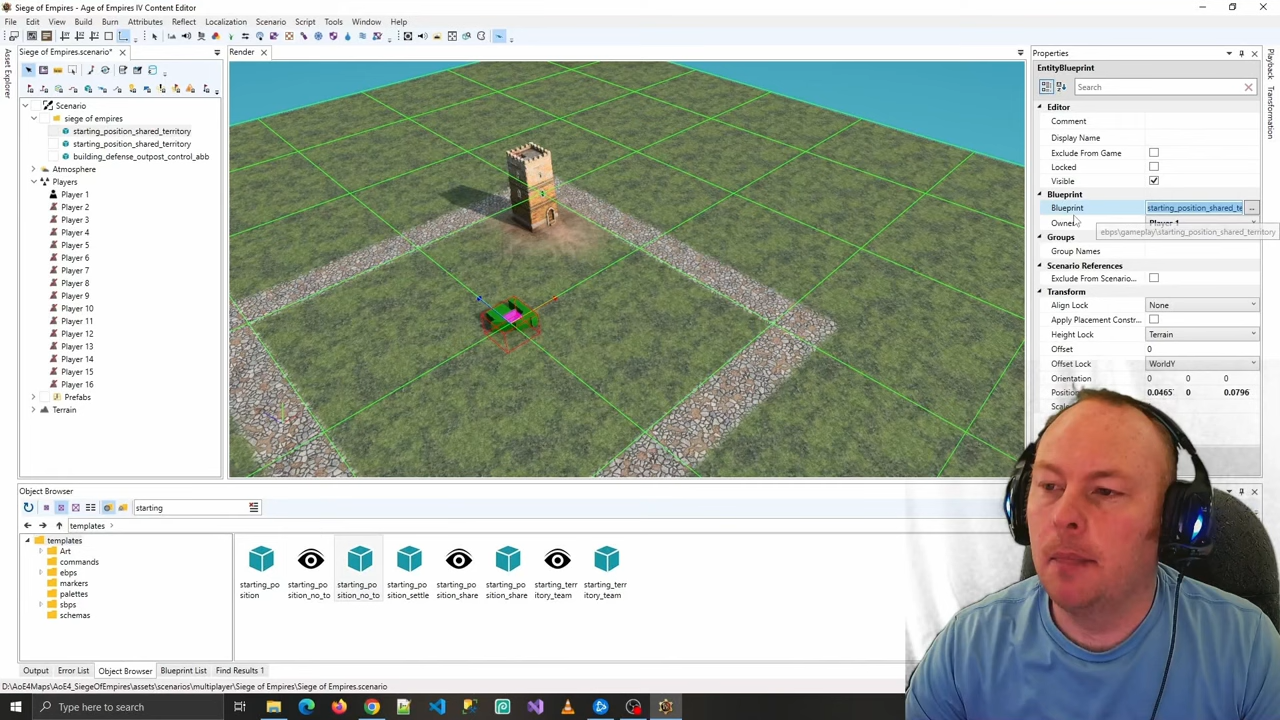 Siege of Empires - Age of Empires IV Content Editor
File Edit View Build Burn Attributes Reflect Localization Scenario Script Tools Window Help
Asset Explorer
Siege of Empires.scenario*
Scenario
siege of empires
starting_position_shared_territory
starting_position_shared_territory
building_defense_outpost_control_abb
Atmosphere
Players
Player 1
Player 2
Player 3
Player 4
Player 5
Player 6
Player 7
Player 8
Player 9
Player 10
Player 11
Player 12
Player 13
Player 14
Player 15
Player 16
Prefabs
Terrain
Render
Properties
EntityBlueprint
Search
Editor
Comment
Display Name
Exclude From Game
Locked
Visible
Blueprint
Blueprint starting_position_shared_te ...
Owner Player 1
ebps\gameplay\starting_position_shared_territory
Groups
Group Names
Scenario References
Exclude From Scenario...
Transform
Align Lock None
Apply Placement Constr...
Height Lock Terrain
Offset 0
Offset Lock WorldY
Orientation 0 0 0
Position 0.0465 0 0.0796
Playback
Transformation
Object Browser
starting
templates
templates
Art
commands
ebps
markers
palettes
sbps
schemas
starting_po
sition
starting_po
sition_no_to
starting_po
sition_no_to
starting_po
sition_settle
starting_po
sition_share
starting_po
sition_share
starting_terr
itory_team
starting_terr
itory_team
Output Error List Object Browser Blueprint List Find Results 1
D:\AoE4Maps\AoE4_SiegeOfEmpires\assets\scenarios\multiplayer\Siege of Empires\Siege of Empires.scenario
Type here to search